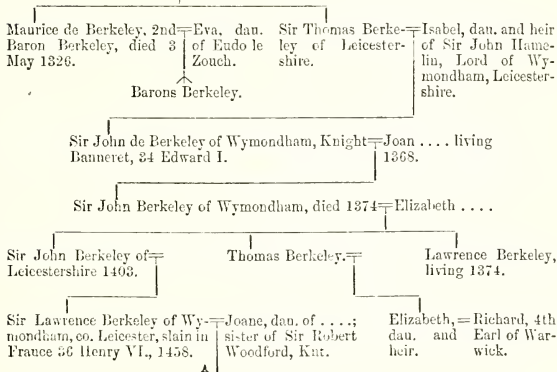 Maurice de Berkeley, 2nd=Eva, dau.
Baron Berkeley, died 3 of Eudo le
May 1326. Zouch.
Sir Thomas Berke-=Isabel, dau. and heir
ley of Leicester- of Sir John Hame-
shire. lin, Lord of Wy-
mondham, Leicester-
shire.
Barons Berkeley.
Sir John de Berkeley of Wymondham, Knight=Joan .... living
Banneret, 34 Edward I. 1368.
Sir John Berkeley of Wymondham, died 1374=Elizabeth ....
Sir John Berkeley of=
Leicestershire 1403.
Thomas Berkeley.=
Lawrence Berkeley,
living 1374.
Sir Lawrence Berkeley of Wy-=Joane, dau. of ....;
mondham, co. Leicester, slain in sister of Sir Robert
France 36 Henry VI., 1458. Woodford, Knt.
Elizabeth,=Richard, 4th
dau. and Earl of War-
heir. wick.